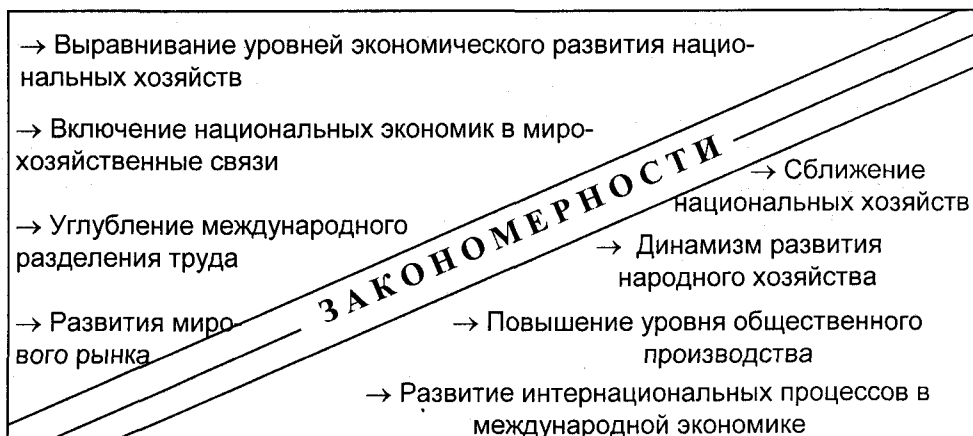 → Выравнивание уровней экономического развития наци-
нальных хозяйств
→ Включение национальных экономик в миро-
хозяйственные связи
→ Углубление международного
разделения труда
→ Развития миро-
вого рынка
ЗАКОНОМЕРНОСТИ
→ Сближение
национальных хозяйств
→ Динамизм развития
народного хозяйства
→ Повышение уровня общественного
производства
→ Развитие интернациональных процессов в
международной экономике